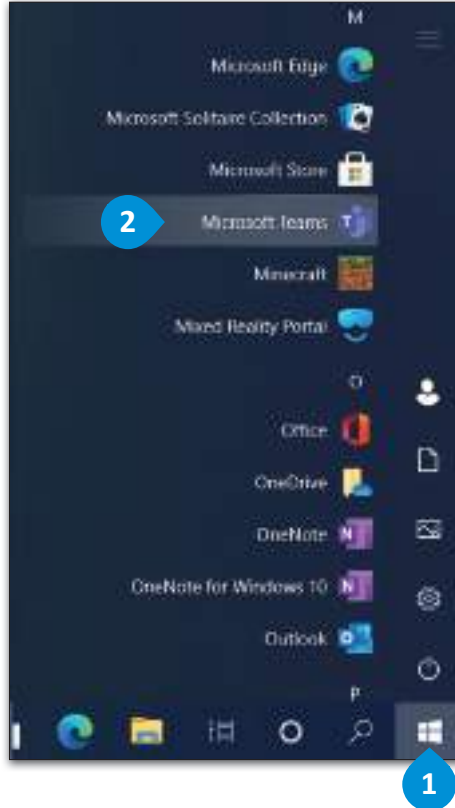 M
Microsoft Edge
Microsoft Solitaire Collection
Microsoft Store
2
Microsoft Teams
Minecraft
Mixed Reality Portal
O
Office
OneDrive
OneNote
OneNote for Windows 10
Outlook
P
1